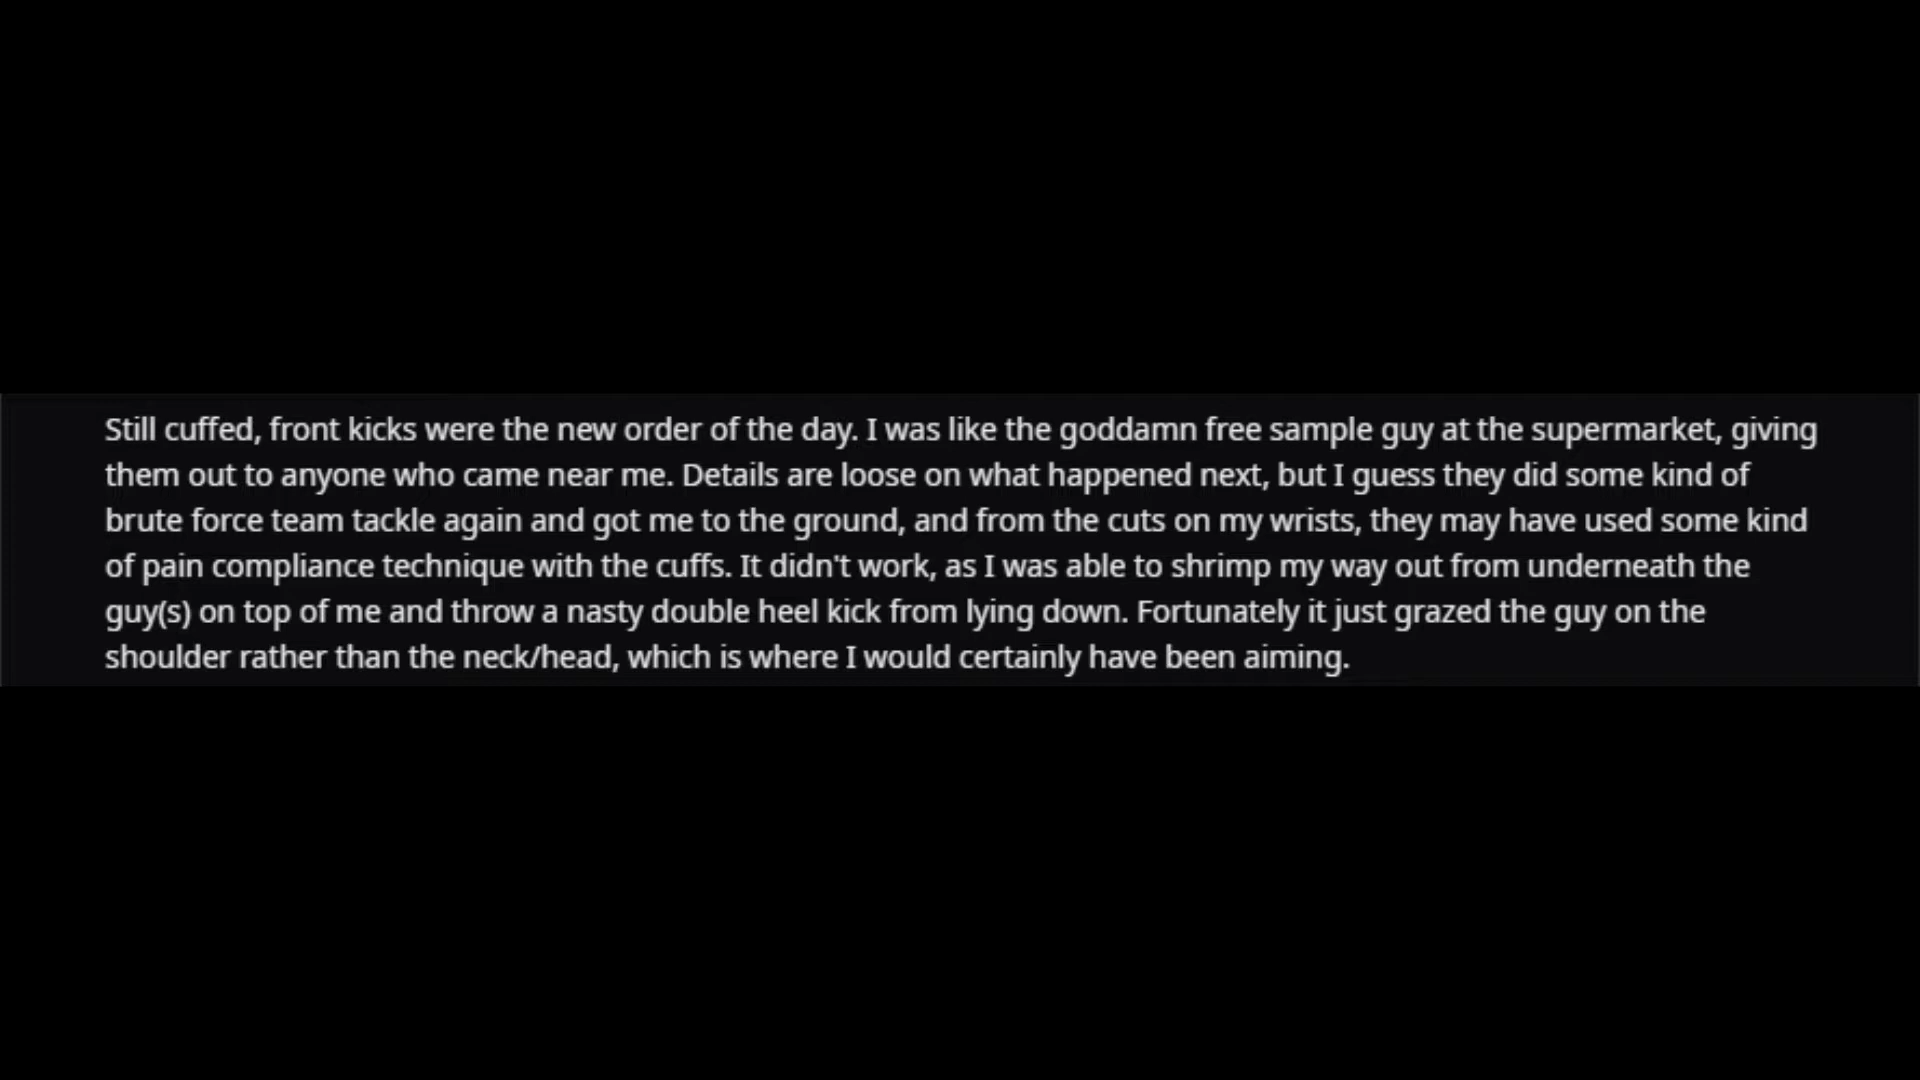 Still cuffed, front kicks were the new order of the day. I was like the goddamn free sample guy at the supermarket, giving
them out to anyone who came near me. Details are loose on what happened next, but I guess they did some kind of
brute force team tackle again and got me to the ground, and from the cuts on my wrists, they may have used some kind
of pain compliance technique with the cuffs. It didn't work, as I was able to shrimp my way out from underneath the
guy(s) on top of me and throw a nasty double heel kick from lying down. Fortunately it just grazed the guy on the
shoulder rather than the neck/head, which is where I would certainly have been aiming.